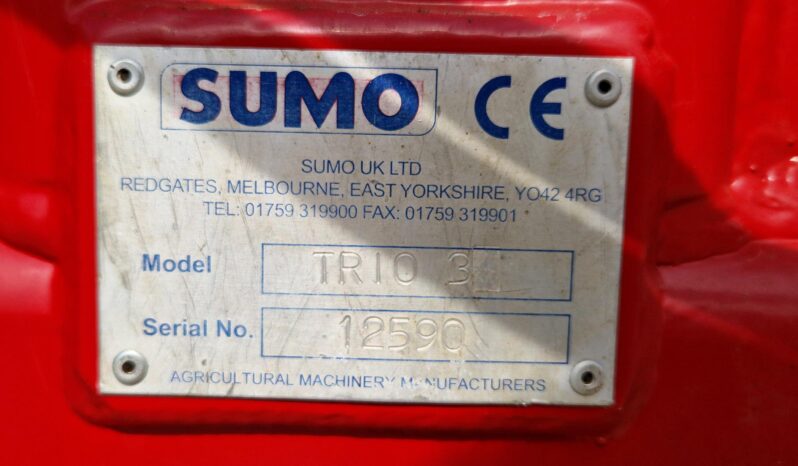 SUMO CE
SUMO UK LTD
REDGATES, MELBOURNE, EAST YORKSHIRE, YO42 4RG
TEL: 01759 319900 FAX: 01759 319901
Model TRIO 3
Serial No. 12590
AGRICULTURAL MACHINERY MANUFACTURERS